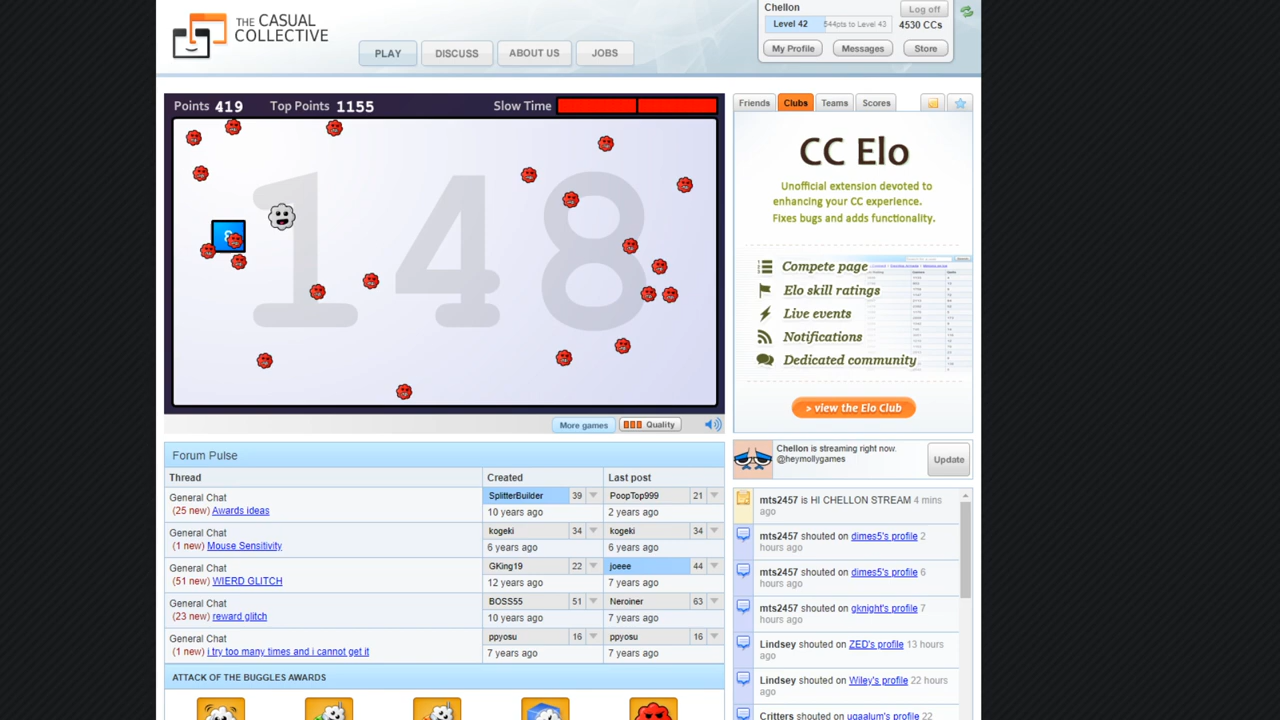 THE CASUAL
COLLECTIVE
PLAY
DISCUSS
ABOUT US
JOBS
Chellon
Log off
Level 42
544pts to Level 43
4530 CCs
My Profile
Messages
Store
Points 419
Top Points 1155
Slow Time
148
More games
Quality
Friends
Clubs
Teams
Scores
CC Elo
Unofficial extension devoted to
enhancing your CC experience.
Fixes bugs and adds functionality.
Compete page
Elo skill ratings
Live events
Notifications
Dedicated community
> view the Elo Club
Chellon is streaming right now.
@heymollygames
Update
Forum Pulse
Thread
Created
Last post
General Chat
(25 new) Awards ideas
SplitterBuilder 39
10 years ago
PoopTop999 21
2 years ago
General Chat
(1 new) Mouse Sensitivity
kogeki 34
6 years ago
kogeki 34
6 years ago
General Chat
(51 new) WIERD GLITCH
GKing19 22
12 years ago
joeee 44
7 years ago
General Chat
(23 new) reward glitch
BOSS55 51
10 years ago
Neroiner 63
7 years ago
General Chat
(1 new) i try too many times and i cannot get it
ppyosu 16
7 years ago
ppyosu 16
7 years ago
ATTACK OF THE BUGGLES AWARDS
mts2457 is HI CHELLON STREAM 4 mins
ago
mts2457 shouted on dimes5's profile 2
hours ago
mts2457 shouted on dimes5's profile 6
hours ago
mts2457 shouted on gknight's profile 7
hours ago
Lindsey shouted on ZED's profile 13 hours
ago
Lindsey shouted on Wiley's profile 22 hours
ago
Critters shouted on ugaalum's profile 22